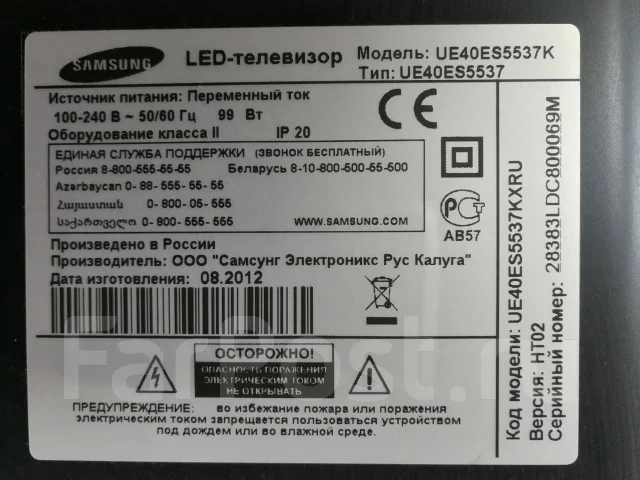 SAMSUNG
LED-телевизор
Модель: UE40ES5537K
Тип: UE40ES5537
Источник питания: Переменный ток
100-240 В ~ 50/60 Гц 99 Вт
Оборудование класса II IP 20
ЕДИНАЯ СЛУЖБА ПОДДЕРЖКИ (ЗВОНОК БЕСПЛАТНЫЙ)
Россия 8-800-555-55-55 Беларусь 8-10-800-500-55-500
Azərbaycan 0- 88- 555- 55- 55
Հայաստան 0- 800- 05- 555
საქართველო 0- 800- 555- 555 WWW.SAMSUNG.COM
CE
АВ57
Произведено в России
Производитель: ООО "Самсунг Электроникс Рус Калуга"
Дата изготовления: 08.2012
ОСТОРОЖНО!
ОПАСНОСТЬ ПОРАЖЕНИЯ
ЭЛЕКТРИЧЕСКИМ ТОКОМ
НЕ ОТКРЫВАТЬ
ПРЕДУПРЕЖДЕНИЕ: во избежание пожара или поражения
электрическим током запрещается пользоваться устройством
под дождем или во влажной среде.
Код модели: UE40ES5537KXRU
Версия: HT02
Серийный номер: 28383LDC800069M